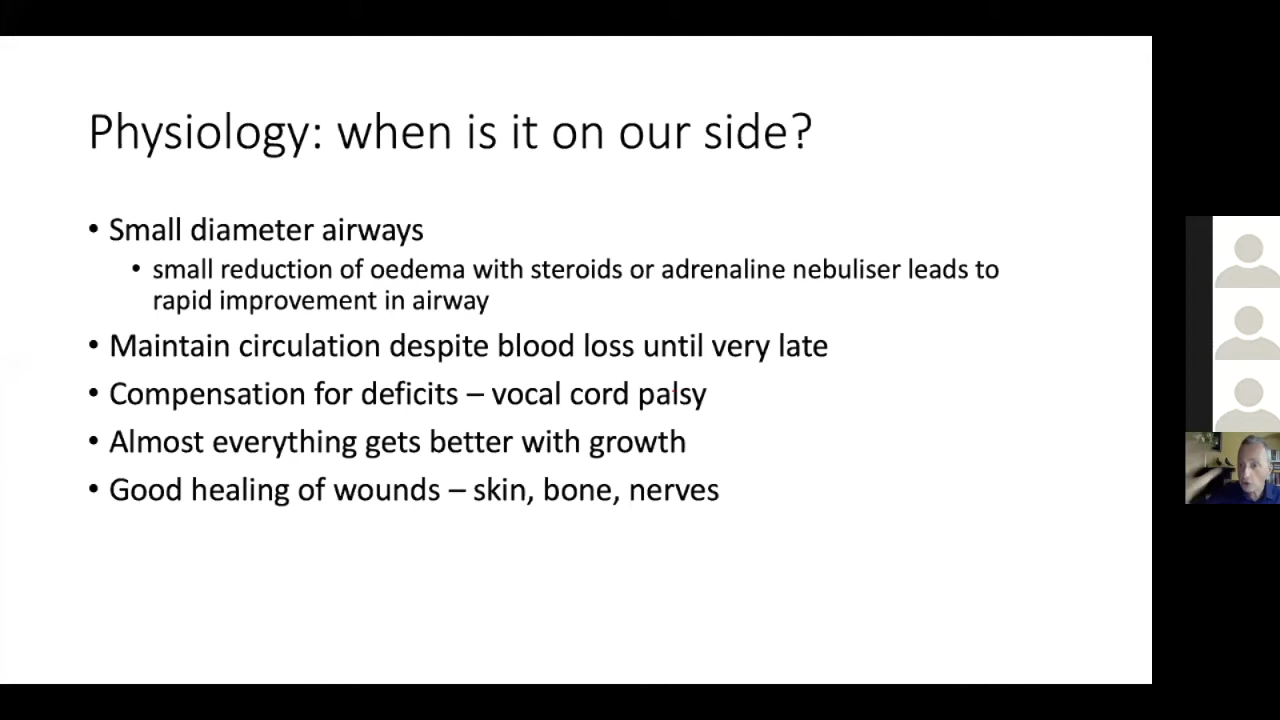 Physiology: when is it on our side?
• Small diameter airways
• small reduction of oedema with steroids or adrenaline nebuliser leads to
rapid improvement in airway
• Maintain circulation despite blood loss until very late
• Compensation for deficits – vocal cord palsy
• Almost everything gets better with growth
• Good healing of wounds – skin, bone, nerves